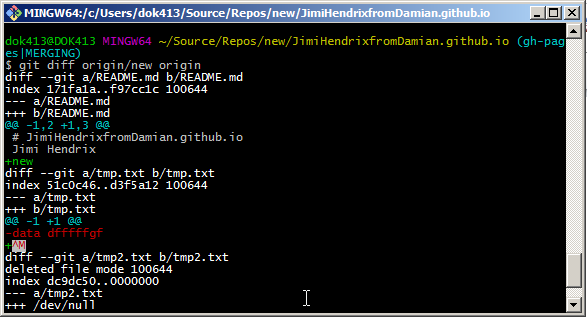 MINGW64:/c/Users/dok413/Source/Repos/new/JimiHendrixfromDamian.github.io
dok413@DOK413 MINGW64 ~/Source/Repos/new/JimiHendrixfromDamian.github.io (gh-pag
es|MERGING)
$ git diff origin/new origin
diff --git a/README.md b/README.md
index 171fa1a..f97cc1c 100644
--- a/README.md
+++ b/README.md
@@ -1,2 +1,3 @@
# JimiHendrixfromDamian.github.io
Jimi Hendrix
+new
diff --git a/tmp.txt b/tmp.txt
index 51c0c46..d3f5a12 100644
--- a/tmp.txt
+++ b/tmp.txt
@@ -1 +1 @@
-data dfffffgf
+^M
diff --git a/tmp2.txt b/tmp2.txt
deleted file mode 100644
index dc9dc50..0000000
--- a/tmp2.txt
+++ /dev/null